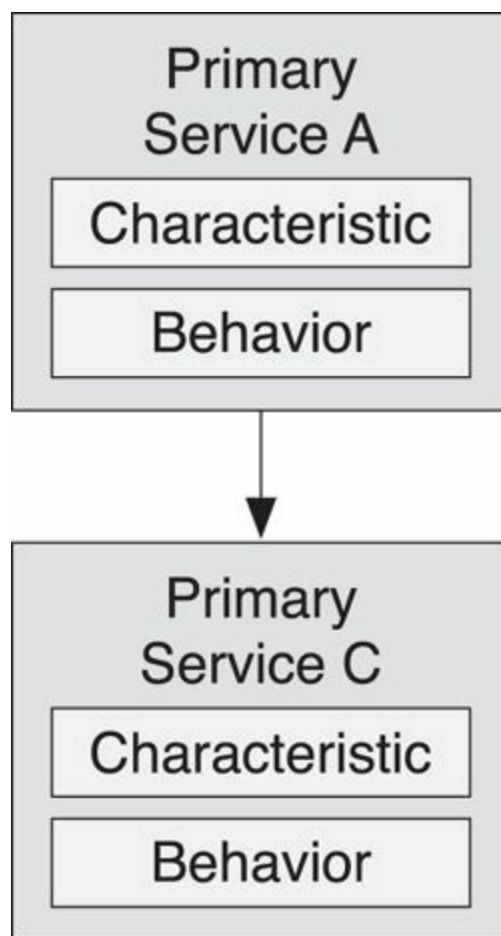 Primary
Service A
Characteristic
Behavior
Primary
Service C
Characteristic
Behavior